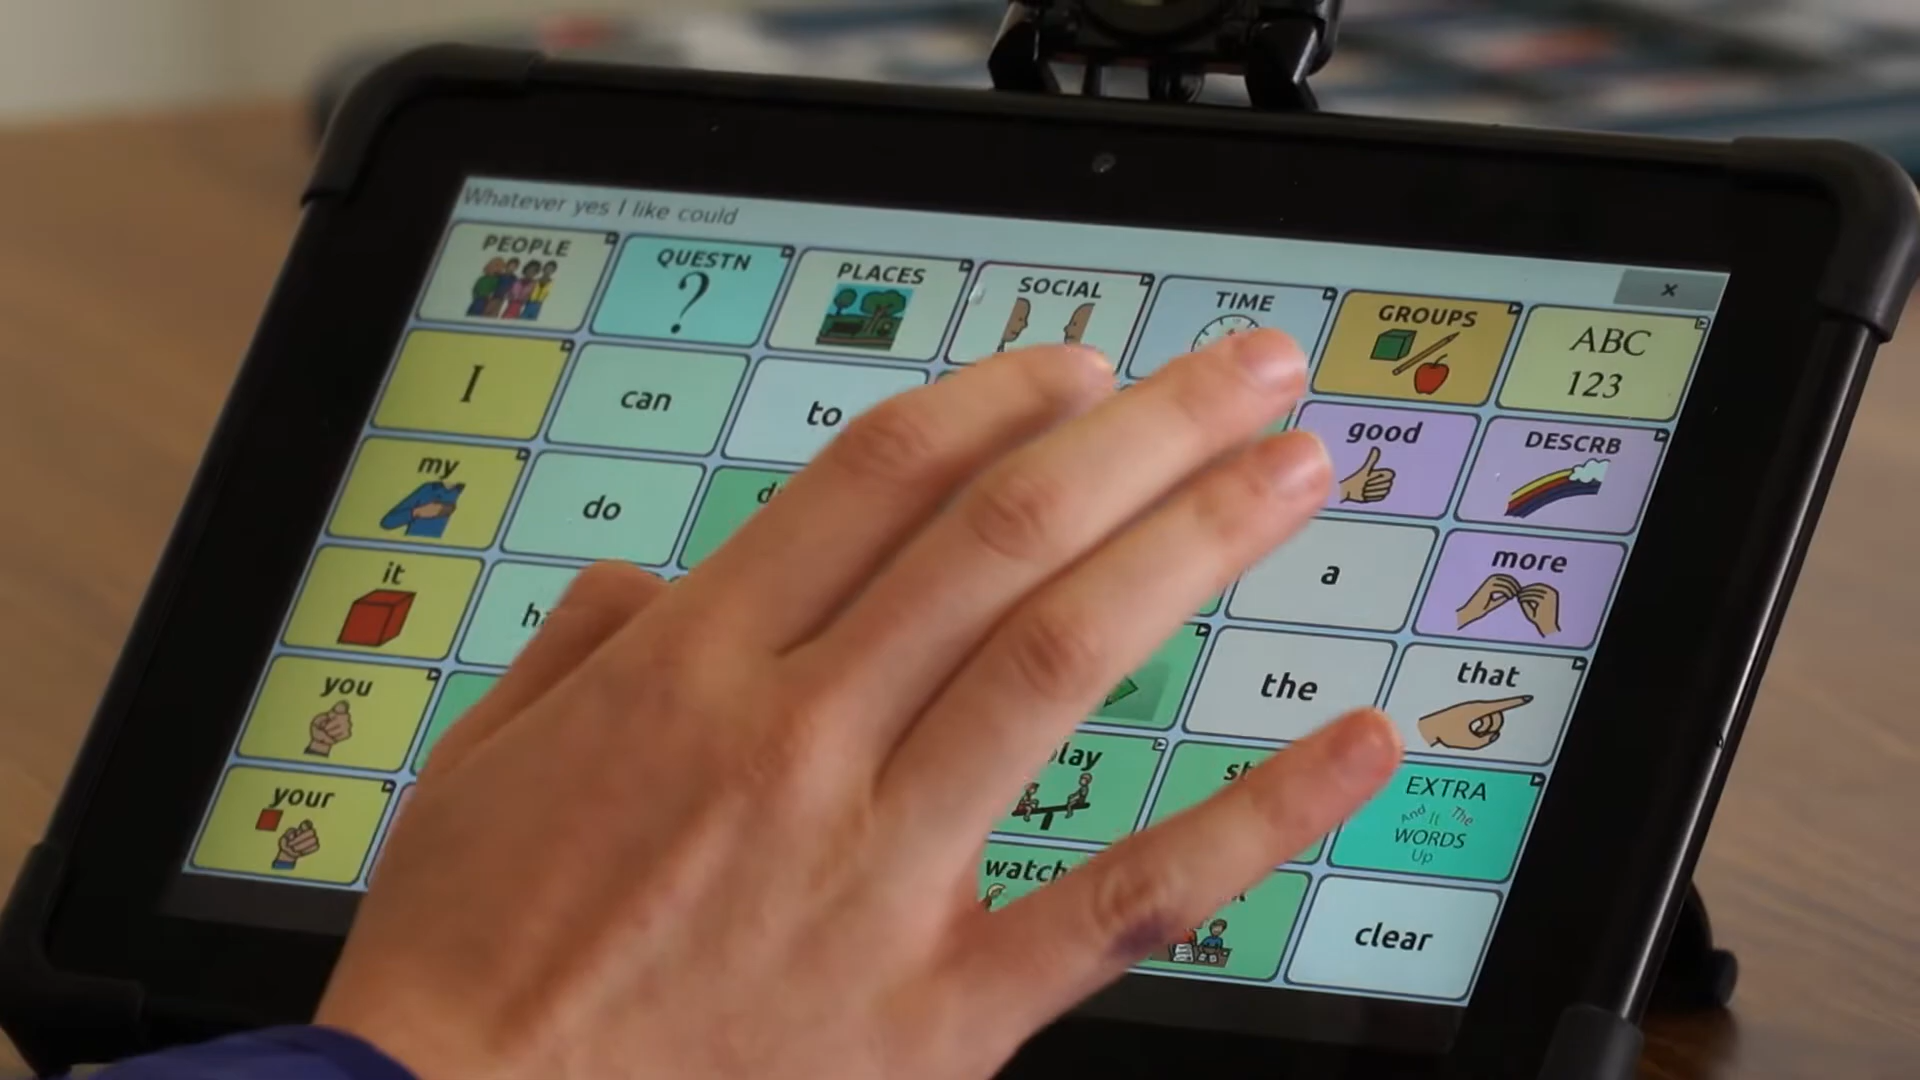 Whatever yes I like could
×
PEOPLE
QUESTN
?
PLACES
SOCIAL
TIME
GROUPS
ABC
123
I
can
to
good
DESCRB
my
do
a
more
it
you
the
that
your
EXTRA
And It The
WORDS
Up
watch
clear